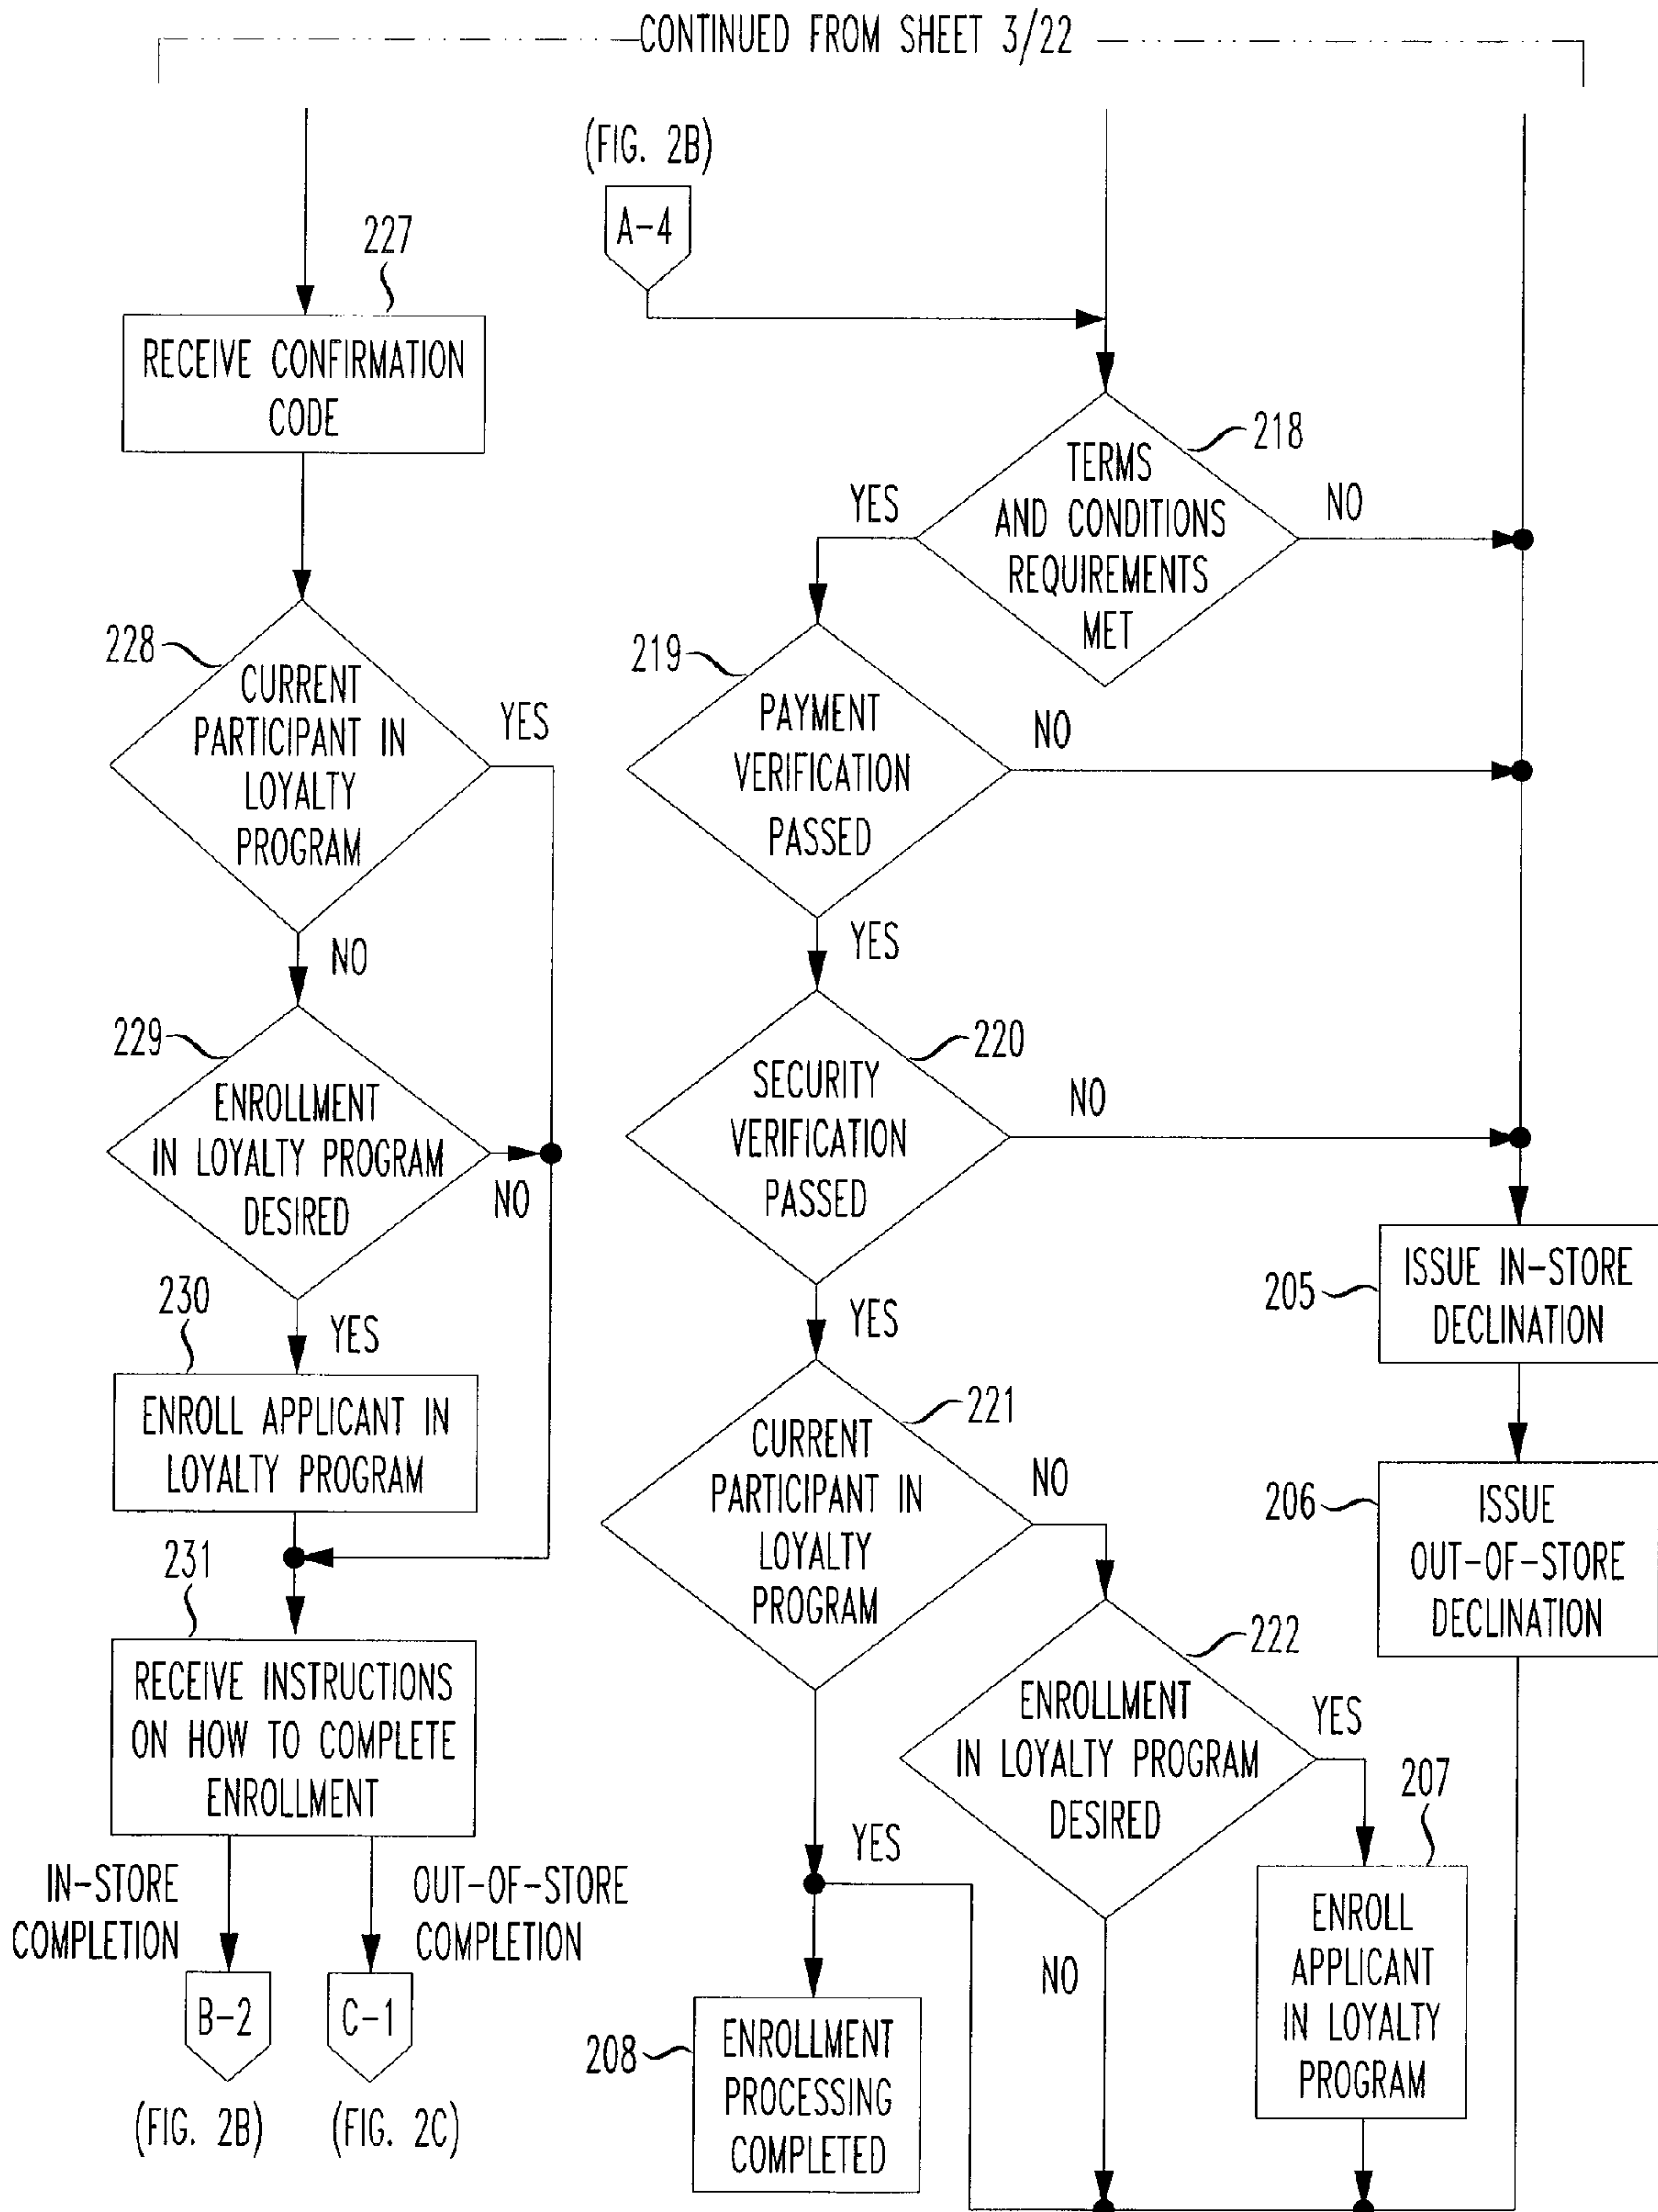 CONTINUED FROM SHEET 3/22
(FIG. 2B)
A-4
227
RECEIVE CONFIRMATION
CODE
218
TERMS
AND CONDITIONS
REQUIREMENTS
MET
YES
NO
228
CURRENT
PARTICIPANT IN
LOYALTY
PROGRAM
YES
NO
219
PAYMENT
VERIFICATION
PASSED
NO
YES
229
ENROLLMENT
IN LOYALTY PROGRAM
DESIRED
NO
YES
220
SECURITY
VERIFICATION
PASSED
NO
YES
205
ISSUE IN-STORE
DECLINATION
230
ENROLL APPLICANT IN
LOYALTY PROGRAM
221
CURRENT
PARTICIPANT IN
LOYALTY
PROGRAM
NO
YES
206
ISSUE
OUT-OF-STORE
DECLINATION
231
RECEIVE INSTRUCTIONS
ON HOW TO COMPLETE
ENROLLMENT
222
ENROLLMENT
IN LOYALTY PROGRAM
DESIRED
YES
NO
207
ENROLL
APPLICANT
IN LOYALTY
PROGRAM
IN-STORE
COMPLETION
OUT-OF-STORE
COMPLETION
B-2
C-1
(FIG. 2B)
(FIG. 2C)
208
ENROLLMENT
PROCESSING
COMPLETED